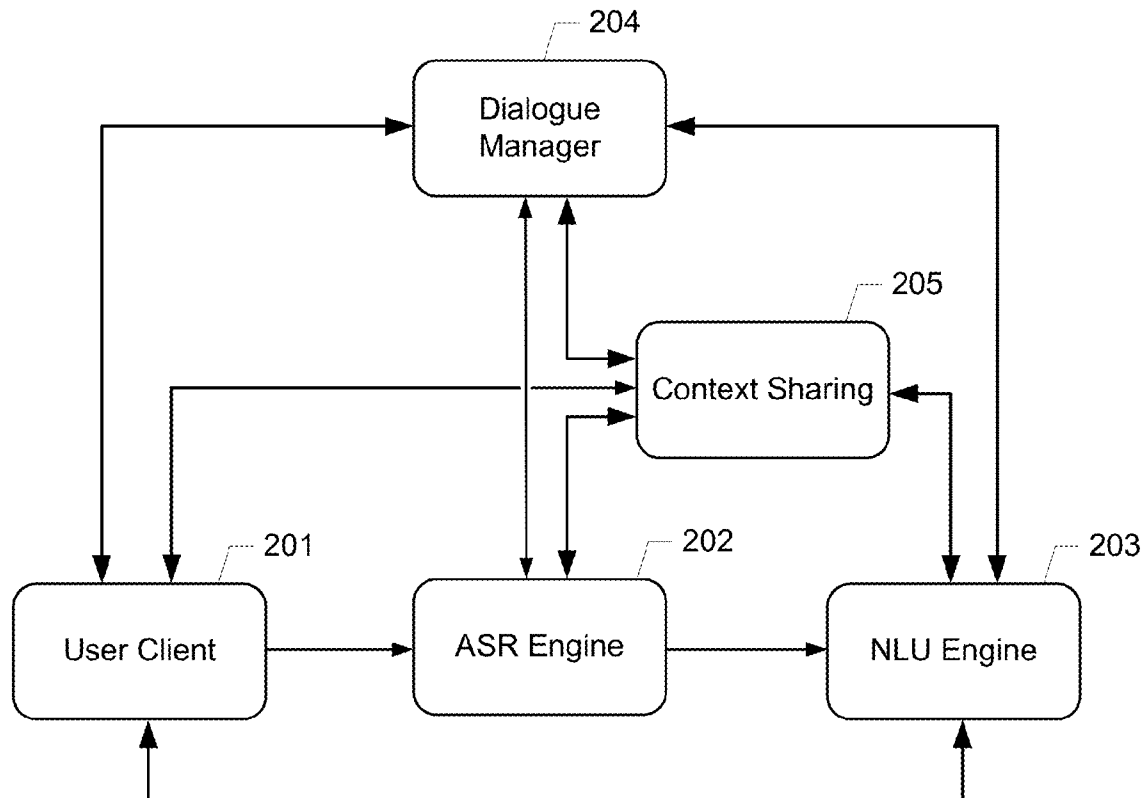 204
Dialogue
Manager
205
Context Sharing
201
202
203
User Client
ASR Engine
NLU Engine